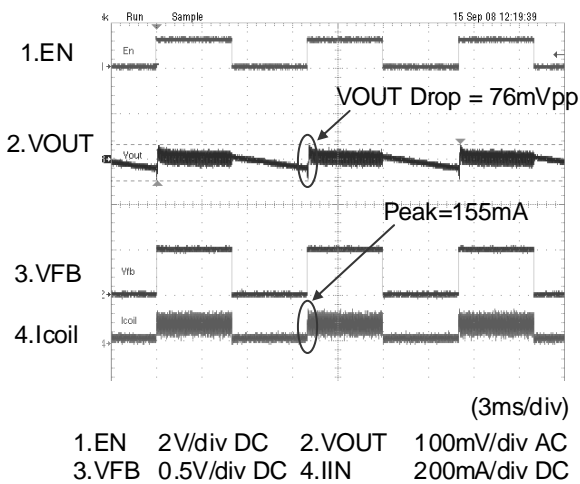 Run Sample 15 Sep 08 12:19:39
1.EN
En
VOUT Drop = 76mVpp
2.VOUT
Vout
Peak=155mA
3.VFB
Vfb
4.Icoil
Icoil
(3ms/div)
1.EN 2V/div DC 2.VOUT 100mV/div AC
3.VFB 0.5V/div DC 4.IIN 200mA/div DC